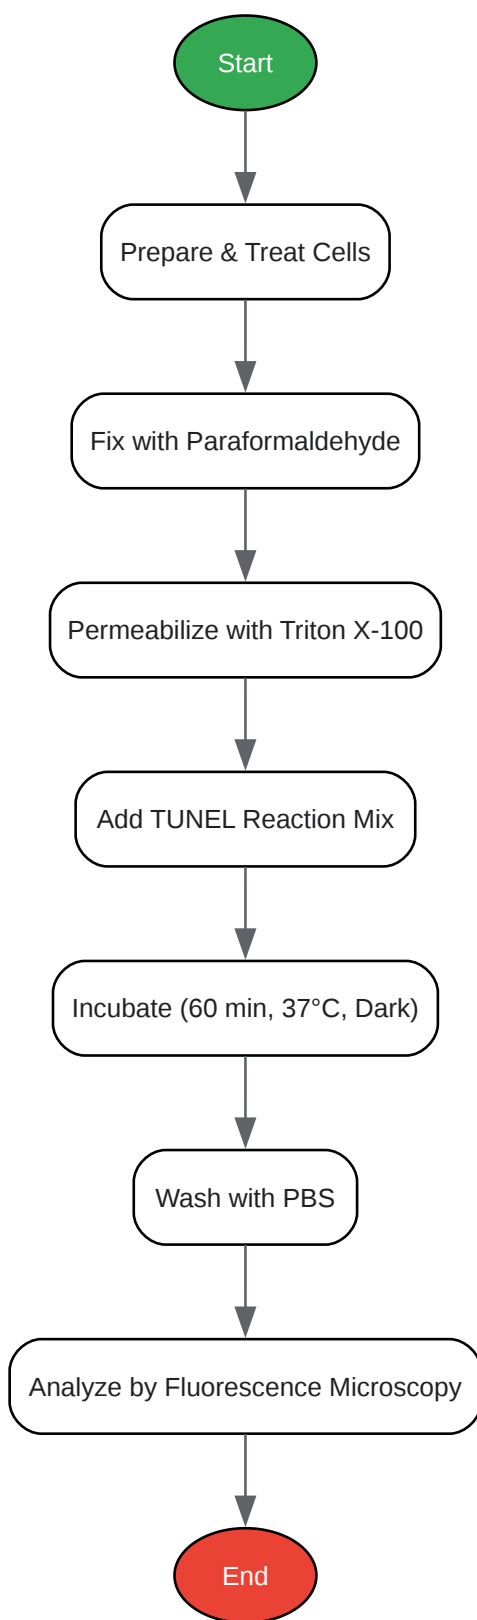 Start
Prepare & Treat Cells
Fix with Paraformaldehyde
Permeabilize with Triton X-100
Add TUNEL Reaction Mix
Incubate (60 min, 37°C, Dark)
Wash with PBS
Analyze by Fluorescence Microscopy
End